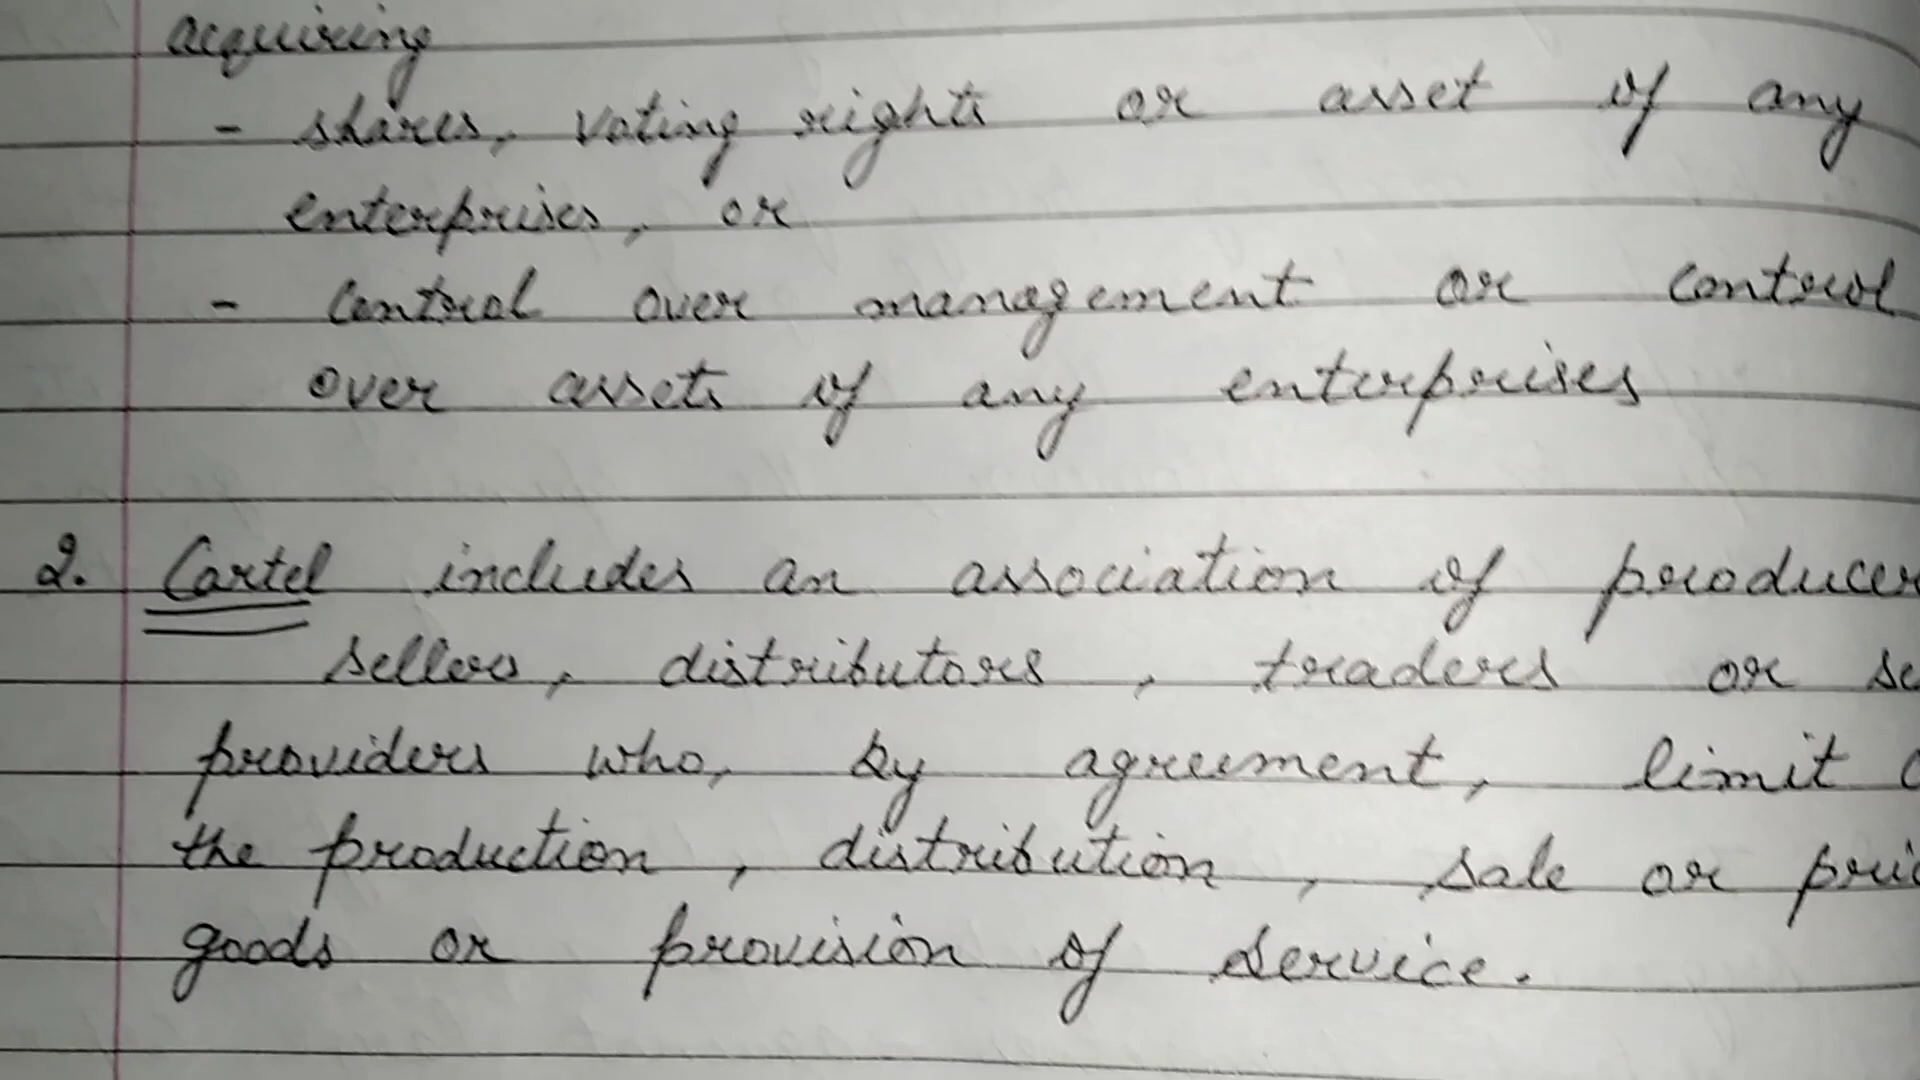 acquiring
- shares, voting rights or asset of any
enterprises, or
- Control over management or control
over assets of any enterprises
2. Cartel includes an association of producer
sellers, distributors, traders or
providers who, by agreement, limit
the production, distribution, sale or
goods or provision of service.